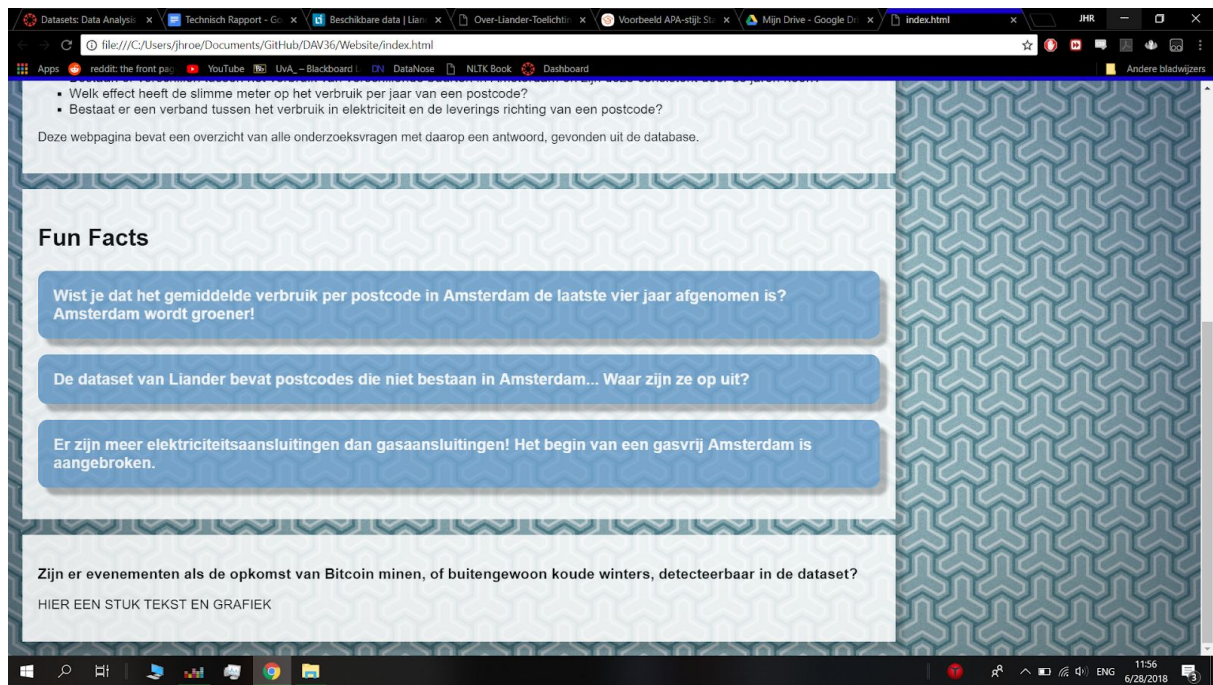 Datasets: Data Analysis
Technisch Rapport - Go
Beschikbare data | Lian
Over-Liander-Toelichtin
Voorbeeld APA-stijl: Sta
Mijn Drive - Google Dri
index.html
JHR
file:///C:/Users/jhroe/Documents/GitHub/DAV36/Website/index.html
Apps reddit: the front pag YouTube UvA_ – Blackboard L DN DataNose NLTK Book Dashboard Andere bladwijzers
Welk effect heeft de slimme meter op het verbruik per jaar van een postcode?
Bestaat er een verband tussen het verbruik in elektriciteit en de leverings richting van een postcode?
Deze webpagina bevat een overzicht van alle onderzoeksvragen met daarop een antwoord, gevonden uit de database.
Fun Facts
Wist je dat het gemiddelde verbruik per postcode in Amsterdam de laatste vier jaar afgenomen is?
Amsterdam wordt groener!
De dataset van Liander bevat postcodes die niet bestaan in Amsterdam... Waar zijn ze op uit?
Er zijn meer elektriciteitsaansluitingen dan gasaansluitingen! Het begin van een gasvrij Amsterdam is
aangebroken.
Zijn er evenementen als de opkomst van Bitcoin minen, of buitengewoon koude winters, detecteerbaar in de dataset?
HIER EEN STUK TEKST EN GRAFIEK
ENG
11:56
6/28/2018
3